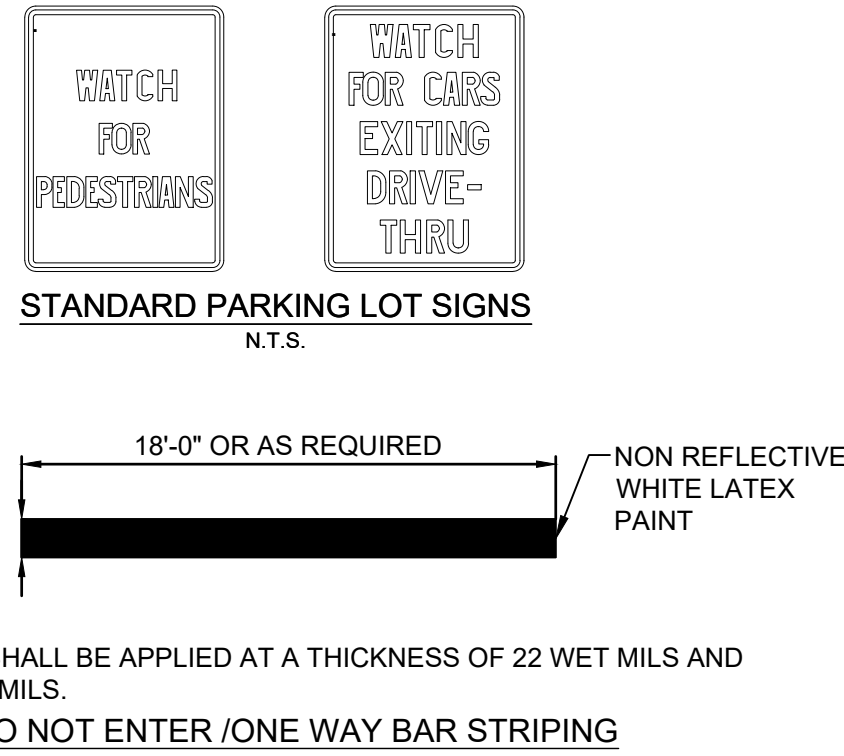 WATCH
FOR
PEDESTRIANS
WATCH
FOR CARS
EXITING
DRIVE-
THRU
STANDARD PARKING LOT SIGNS
N.T.S.
18'-0" OR AS REQUIRED
NON REFLECTIVE
WHITE LATEX
PAINT
HALL BE APPLIED AT A THICKNESS OF 22 WET MILS AND
MILS.
O NOT ENTER /ONE WAY BAR STRIPING